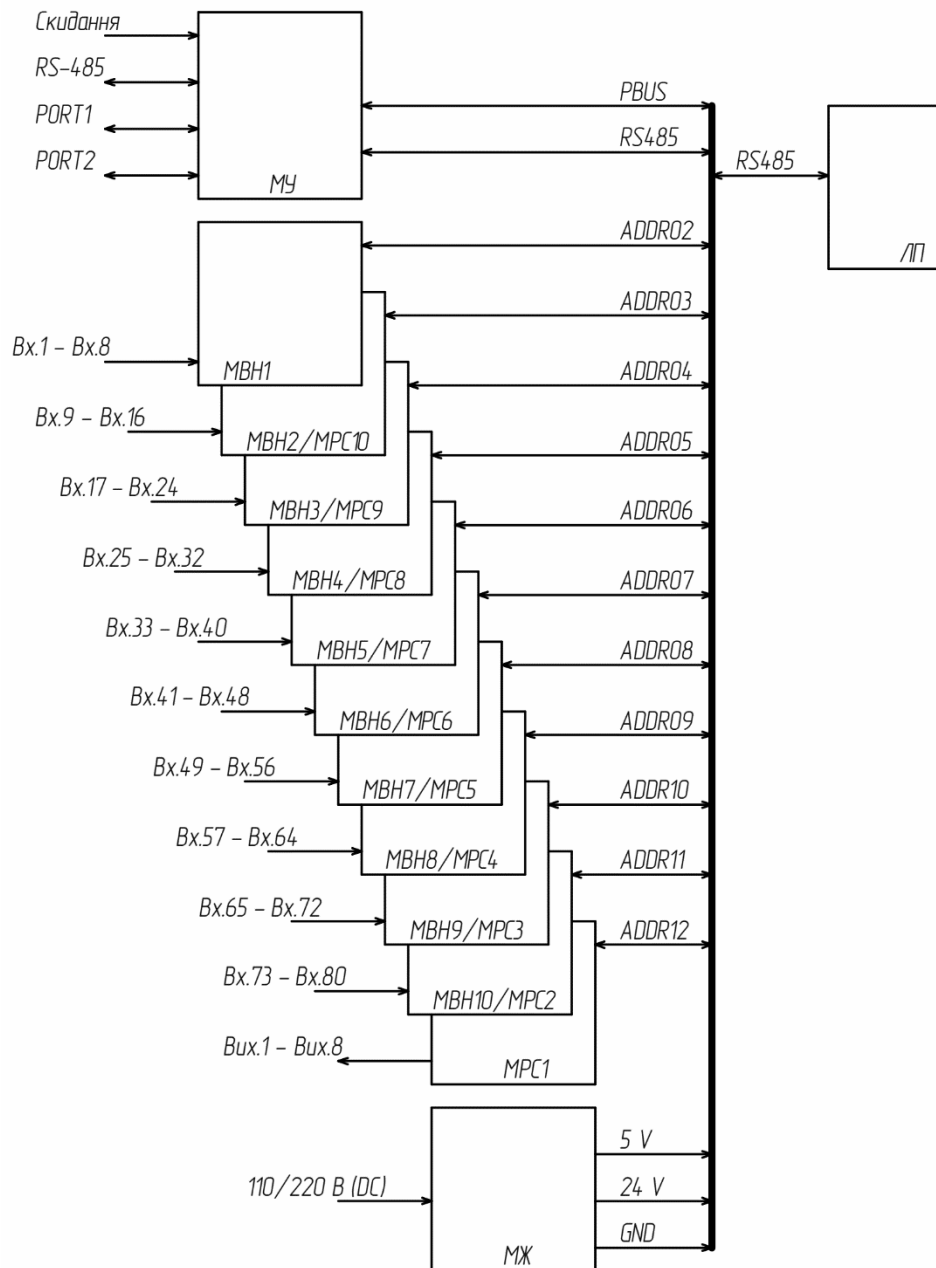 Скидання
RS-485
PORT1
PORT2
МУ
PBUS
RS485
RS485
ЛП
ADDR02
ADDR03
Вх.1 - Вх.8
МВН1
ADDR04
Вх.9 - Вх.16
МВН2/МРС10
ADDR05
Вх.17 - Вх.24
МВН3/МРС9
ADDR06
Вх.25 - Вх.32
МВН4/МРС8
ADDR07
Вх.33 - Вх.40
МВН5/МРС7
ADDR08
Вх.41 - Вх.48
МВН6/МРС6
ADDR09
Вх.49 - Вх.56
МВН7/МРС5
ADDR10
Вх.57 - Вх.64
МВН8/МРС4
ADDR11
Вх.65 - Вх.72
МВН9/МРС3
ADDR12
Вх.73 - Вх.80
МВН10/МРС2
Вих.1 - Вих.8
МРС1
5 V
110/220 В (DC)
24 V
GND
МЖ